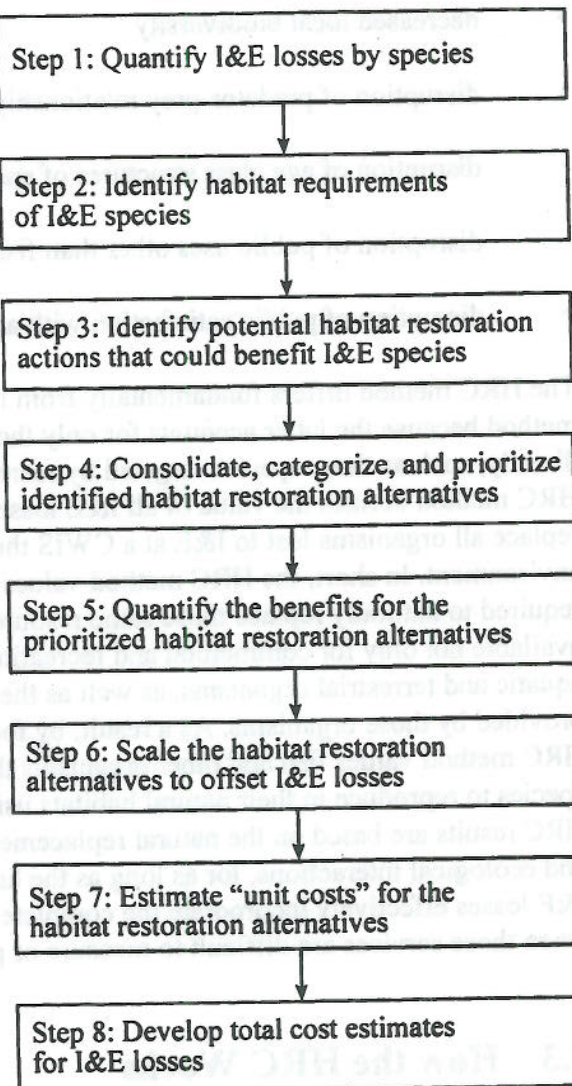 Step 1: Quantify I&E losses by species
Step 2: Identify habitat requirements
of I&E species
Step 3: Identify potential habitat restoration
actions that could benefit I&E species
Step 4: Consolidate, categorize, and prioritize
identified habitat restoration alternatives
Step 5: Quantify the benefits for the
prioritized habitat restoration alternatives
Step 6: Scale the habitat restoration
alternatives to offset I&E losses
Step 7: Estimate “unit costs” for the
habitat restoration alternatives
Step 8: Develop total cost estimates
for I&E losses